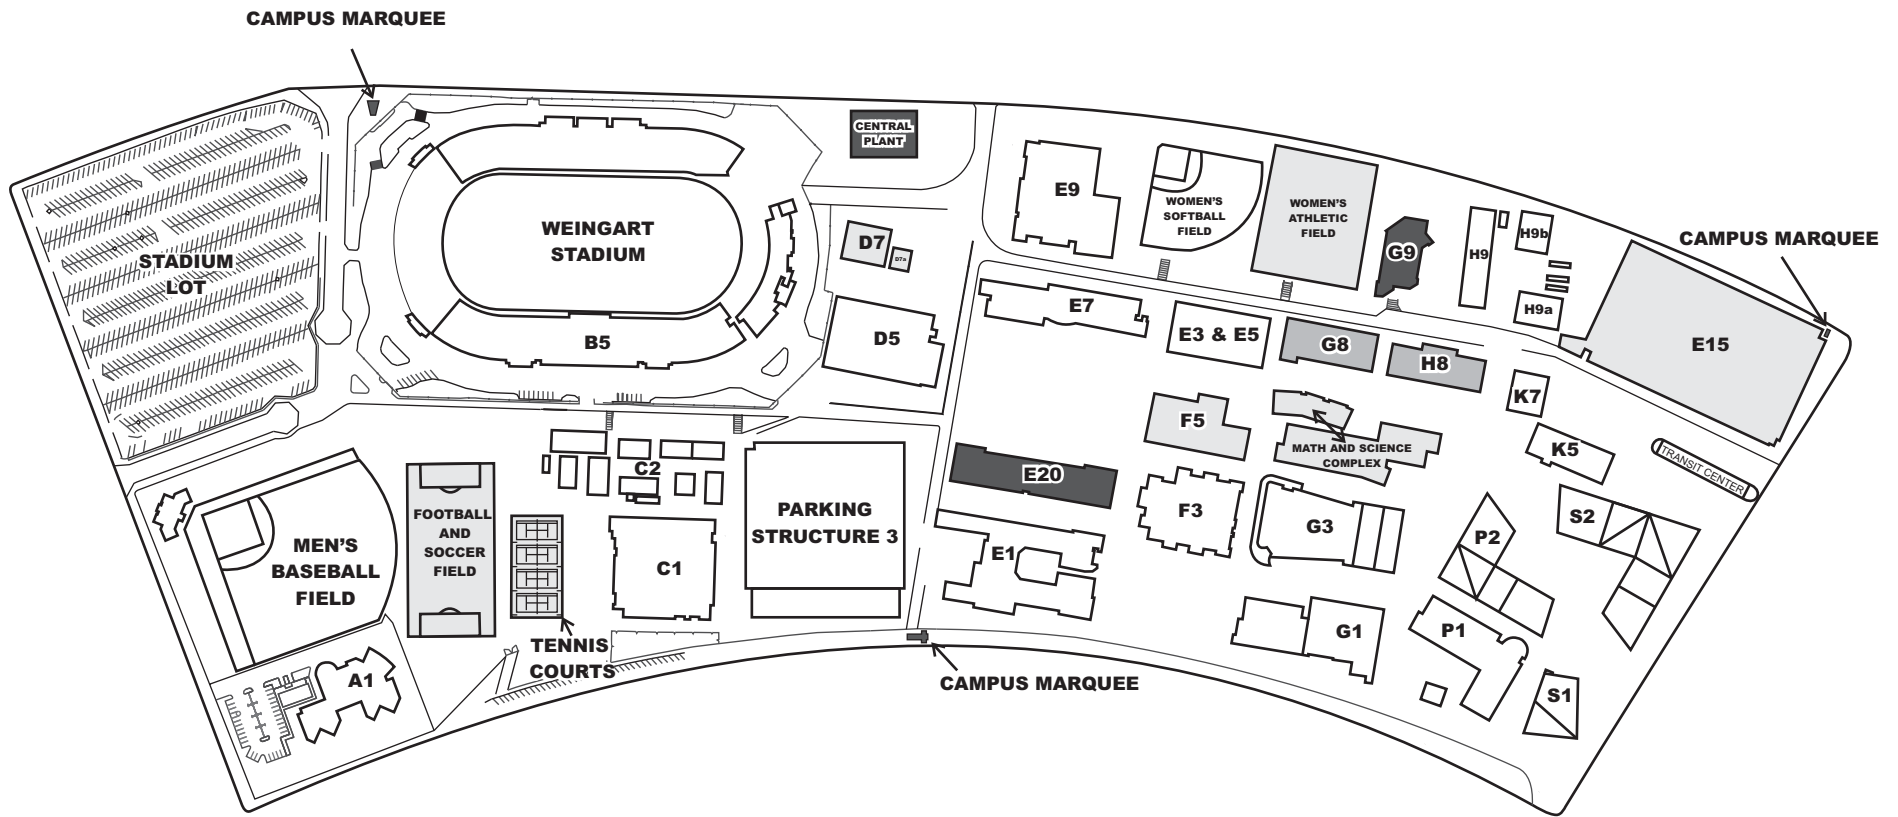 CAMPUS MARQUEE
CENTRAL
PLANT
E9
WOMEN'S
SOFTBALL
FIELD
WOMEN'S
ATHLETIC
FIELD
WEINGART
STADIUM
D7
D7a
G9
H9
H9b
CAMPUS MARQUEE
STADIUM
LOT
E7
H9a
B5
D5
E3 & E5
G8
H8
E15
K7
F5
MATH AND SCIENCE
COMPLEX
K5
TRANSIT CENTER
C2
E20
PARKING
STRUCTURE 3
F3
G3
S2
P2
FOOTBALL
AND
SOCCER
FIELD
MEN'S
BASEBALL
FIELD
C1
E1
TENNIS
COURTS
G1
P1
A1
CAMPUS MARQUEE
S1